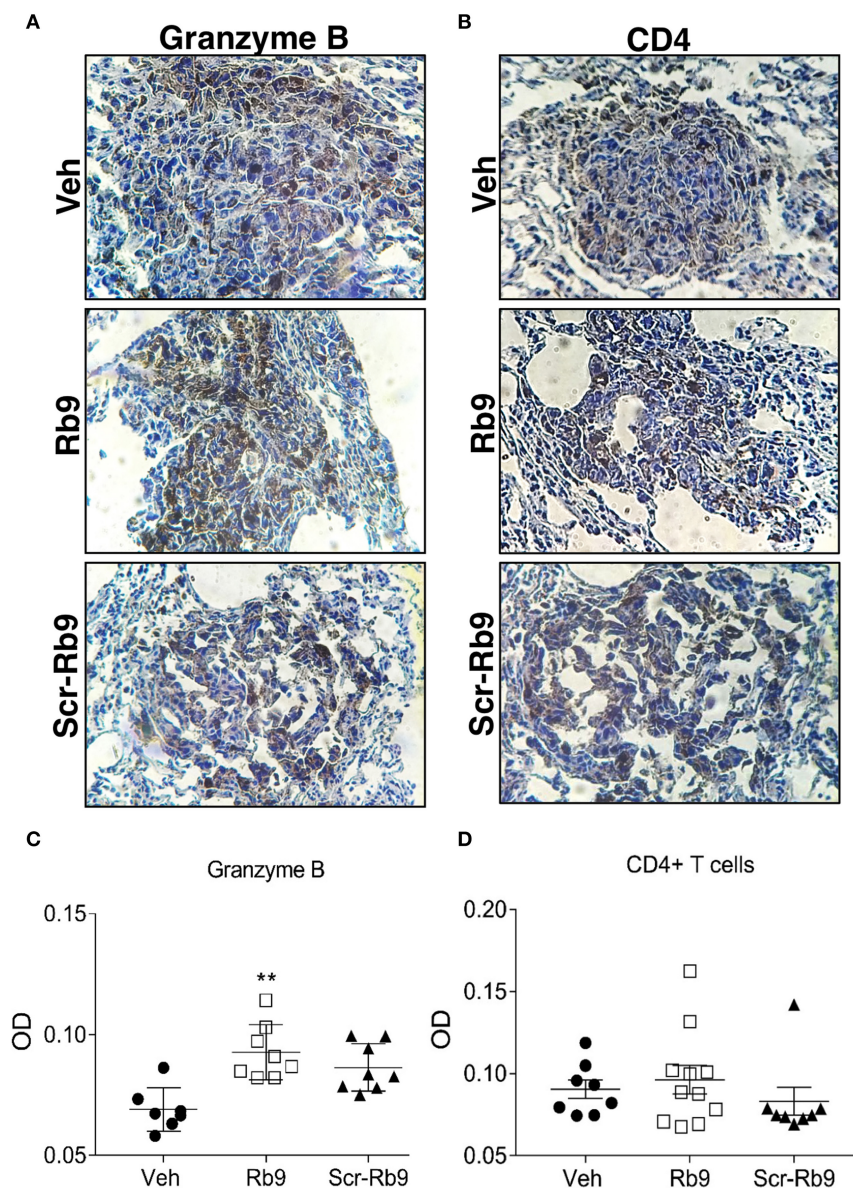 A
B
Granzyme B
CD4
Veh
Veh
Rb9
Rb9
Scr-Rb9
Scr-Rb9
C
D
Granzyme B
CD4+ T cells
0.15
0.10
0.05
OD
**
Veh
Rb9
Scr-Rb9
0.20
0.15
0.10
0.05
OD
Veh
Rb9
Scr-Rb9